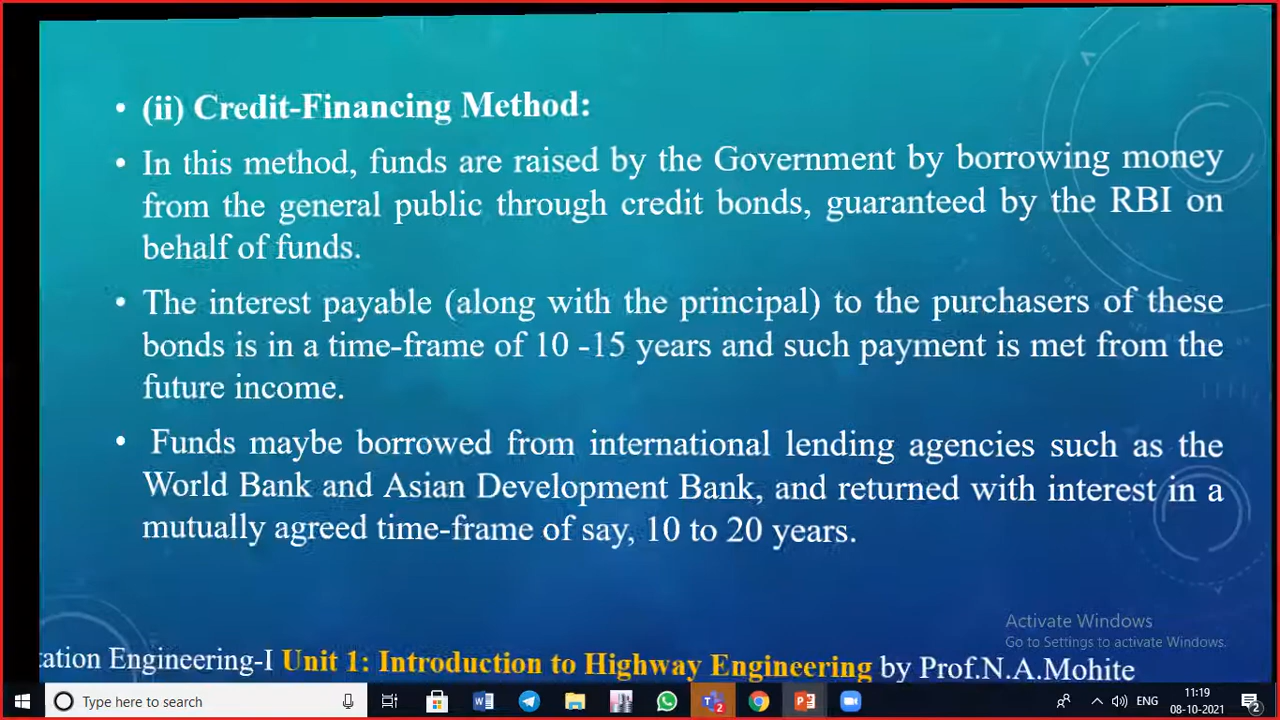 • (ii) Credit-Financing Method:
• In this method, funds are raised by the Government by borrowing money
from the general public through credit bonds, guaranteed by the RBI on
behalf of funds.
• The interest payable (along with the principal) to the purchasers of these
bonds is in a time-frame of 10 -15 years and such payment is met from the
future income.
• Funds maybe borrowed from international lending agencies such as the
World Bank and Asian Development Bank, and returned with interest in a
mutually agreed time-frame of say, 10 to 20 years.
Activate Windows
Go to Settings to activate Windows.
tation Engineering-I Unit 1: Introduction to Highway Engineering by Prof.N.A.Mohite
Type here to search
2
ENG
11:19
08-10-2021
2